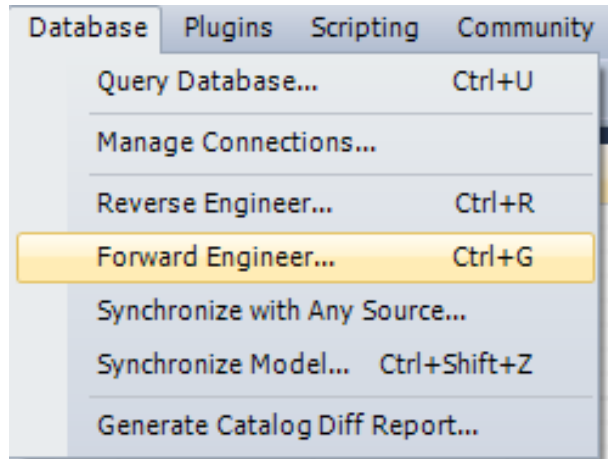 Database Plugins Scripting Community
Query Database... Ctrl+U
Manage Connections...
Reverse Engineer... Ctrl+R
Forward Engineer... Ctrl+G
Synchronize with Any Source...
Synchronize Model... Ctrl+Shift+Z
Generate Catalog Diff Report...